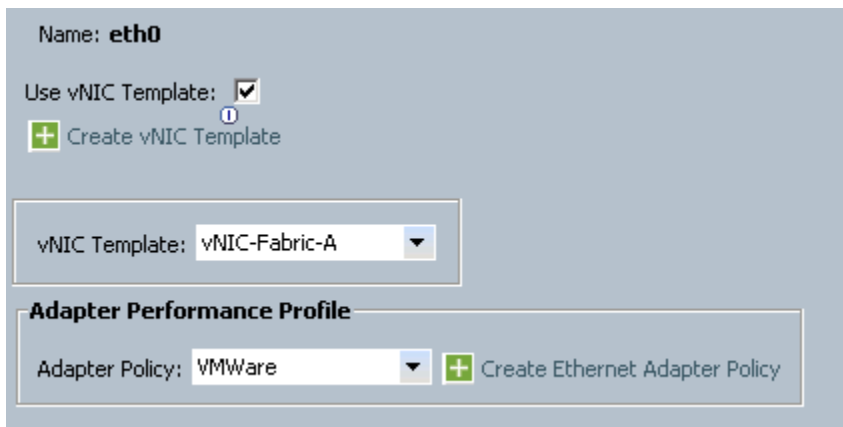 Name: eth0
Use vNIC Template:
Create vNIC Template
vNIC Template: vNIC-Fabric-A
Adapter Performance Profile
Adapter Policy: VMWare Create Ethernet Adapter Policy